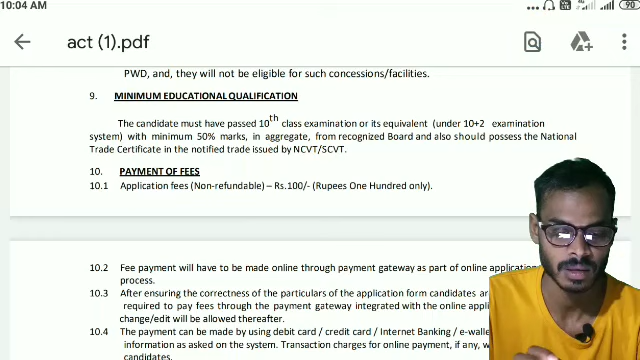 10:04 AM
90
act (1).pdf
PWD, and, they will not be eligible for such concessions/facilities.
9. MINIMUM EDUCATIONAL QUALIFICATION
The candidate must have passed 10th class examination or its equivalent (under 10+2 examination
system) with minimum 50% marks, in aggregate, from recognized Board and also should possess the National
Trade Certificate in the notified trade issued by NCVT/SCVT.
10. PAYMENT OF FEES
10.1 Application fees (Non-refundable) – Rs.100/- (Rupees One Hundred only).
10.2 Fee payment will have to be made online through payment gateway as part of online
process.
10.3 After ensuring the correctness of the particulars of the application form candidates
required to pay fees through the payment gateway integrated with the online
change/edit will be allowed thereafter.
10.4 The payment can be made by using debit card / credit card / Internet Banking /
information as asked on the system. Transaction charges for online payment, if any,
candidates.